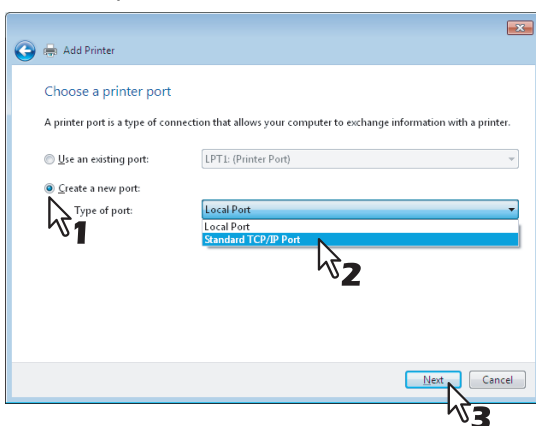 Add Printer
Choose a printer port
A printer port is a type of connection that allows your computer to exchange information with a printer.
Use an existing port: LPT1: (Printer Port)
Create a new port:
Type of port: Local Port
Local Port
Standard TCP/IP Port
1
2
Next Cancel
3